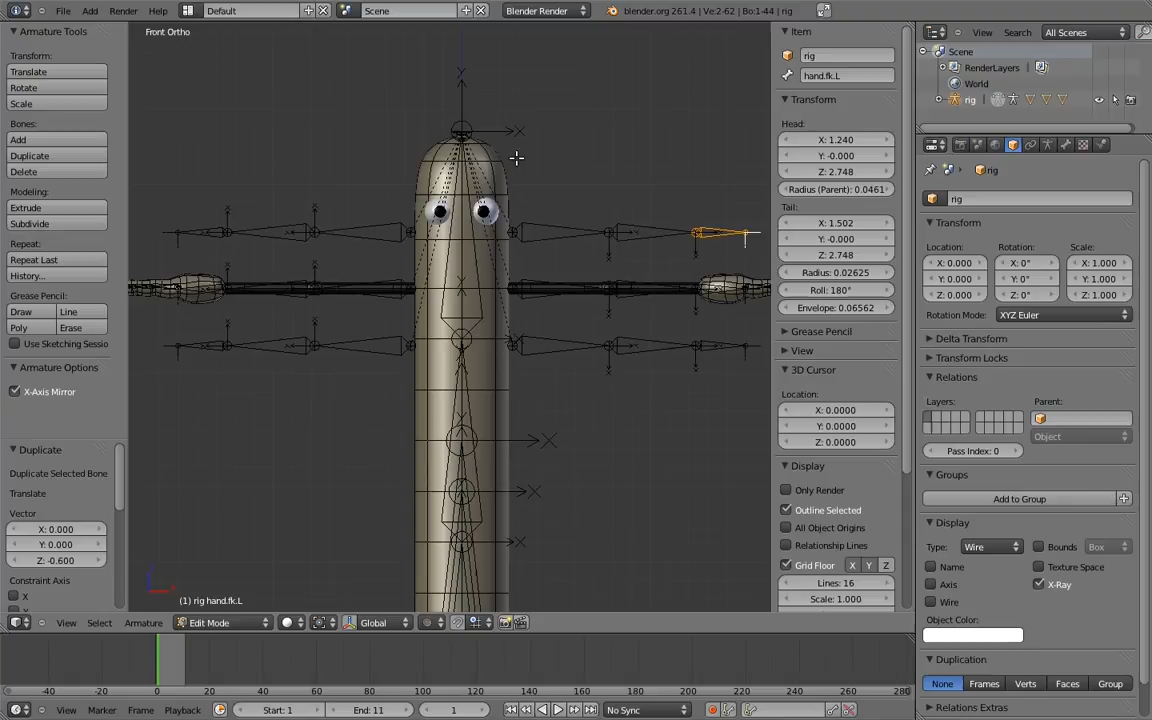 File Add Render Help Default Scene Blender Render blender.org 261.4 | Ve:2-62 | Bo:1-44 | rig
Armature Tools
Transform:
Translate
Rotate
Scale
Bones:
Add
Duplicate
Delete
Modeling:
Extrude
Subdivide
Repeat:
Repeat Last
History...
Grease Pencil:
Draw Line
Poly Erase
Use Sketching Sessio
Armature Options
X-Axis Mirror
Duplicate
Duplicate Selected Bone
Translate
Vector
X: 0.000
Y: 0.000
Z: -0.600
Constraint Axis
X
Front Ortho
(1) rig hand.fk.L
View Select Armature Edit Mode Global
Item
rig
hand.fk.L
Transform
Head:
X: 1.240
Y: -0.000
Z: 2.748
Radius (Parent): 0.0461
Tail:
X: 1.502
Y: -0.000
Z: 2.748
Radius: 0.02625
Roll: 180°
Envelope: 0.06562
Grease Pencil
View
3D Cursor
Location:
X: 0.0000
Y: 0.0000
Z: 0.0000
Display
Only Render
Outline Selected
All Object Origins
Relationship Lines
Grid Floor X Y Z
Lines: 16
Scale: 1.000
View Search All Scenes
Scene
RenderLayers
World
rig
rig
rig
Transform
Location: Rotation: Scale:
X: 0.000 X: 0° X: 1.000
Y: 0.000 Y: 0° Y: 1.000
Z: 0.000 Z: 0° Z: 1.000
Rotation Mode: XYZ Euler
Delta Transform
Transform Locks
Relations
Layers: Parent:
Object
Pass Index: 0
Groups
Add to Group
Display
Type: Wire Bounds Box
Name Texture Space
Axis X-Ray
Wire
Object Color:
Duplication
None Frames Verts Faces Group
Relations Extras
-40 -20 0 20 40 60 80 100 120 140 160 180 200 220 240 260 280
View Marker Frame Playback Start: 1 End: 11 1 No Sync